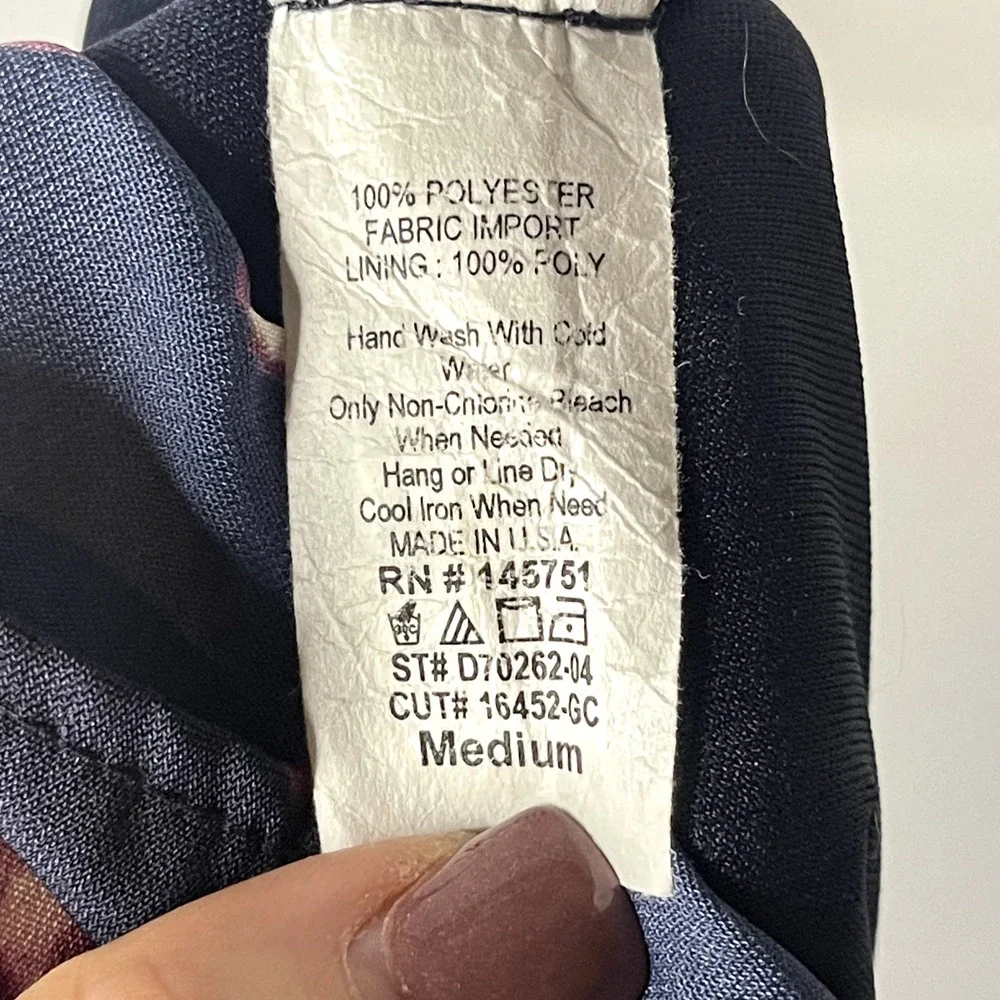 100% POLYESTER
FABRIC IMPORT
LINING : 100% POLY
Hand Wash With Cold
Water
Only Non-Chlorine Bleach
When Needed
Hang or Line Dry
Cool Iron When Need
MADE IN U.S.A.
RN # 145751
30C
ST# D70262-04
CUT# 16452-GC
Medium